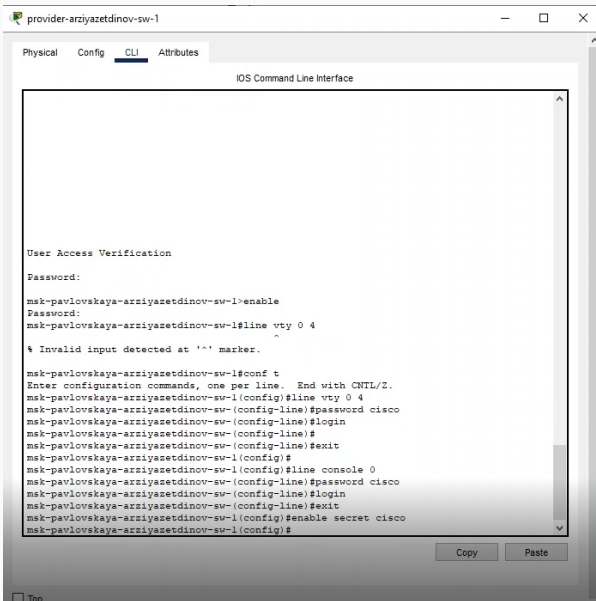 provider-arziyazetdinov-sw-1
Physical Config CLI Attributes
IOS Command Line Interface
User Access Verification
Password:
msk-pavlovskaya-arziyazetdinov-sw-1>enable
Password:
msk-pavlovskaya-arziyazetdinov-sw-1#line vty 0 4
^
% Invalid input detected at '^' marker.
msk-pavlovskaya-arziyazetdinov-sw-1#conf t
Enter configuration commands, one per line. End with CNTL/Z.
msk-pavlovskaya-arziyazetdinov-sw-1(config)#line vty 0 4
msk-pavlovskaya-arziyazetdinov-sw-(config-line)#password cisco
msk-pavlovskaya-arziyazetdinov-sw-(config-line)#login
msk-pavlovskaya-arziyazetdinov-sw-(config-line)#
msk-pavlovskaya-arziyazetdinov-sw-(config-line)#exit
msk-pavlovskaya-arziyazetdinov-sw-1(config)#
msk-pavlovskaya-arziyazetdinov-sw-1(config)#line console 0
msk-pavlovskaya-arziyazetdinov-sw-(config-line)#password cisco
msk-pavlovskaya-arziyazetdinov-sw-(config-line)#login
msk-pavlovskaya-arziyazetdinov-sw-(config-line)#exit
msk-pavlovskaya-arziyazetdinov-sw-1(config)#enable secret cisco
msk-pavlovskaya-arziyazetdinov-sw-1(config)#
Copy Paste
Top